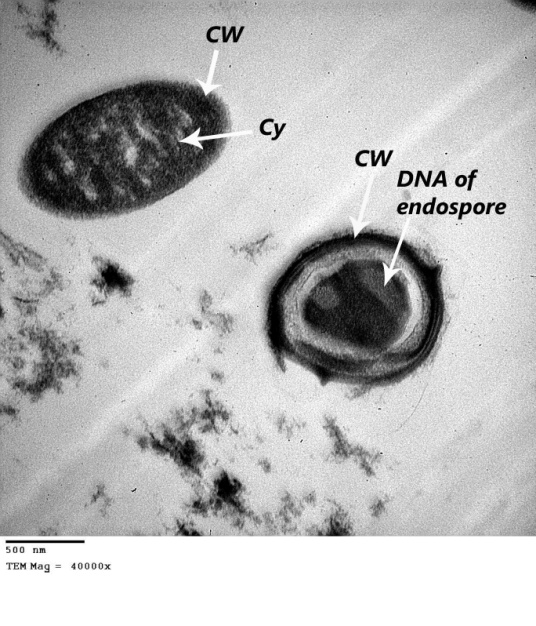 CW
Cy
CW
DNA of
endospore
500 nm
TEM Mag = 40000x